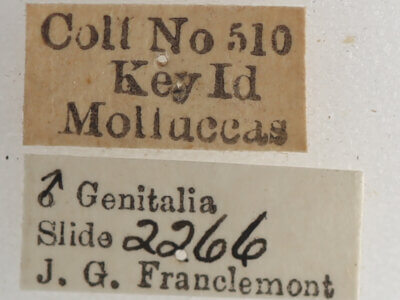 Coll No 510
Key Id
Molluccas
♂ Genitalia
Slide 2266
J. G. Franclemont